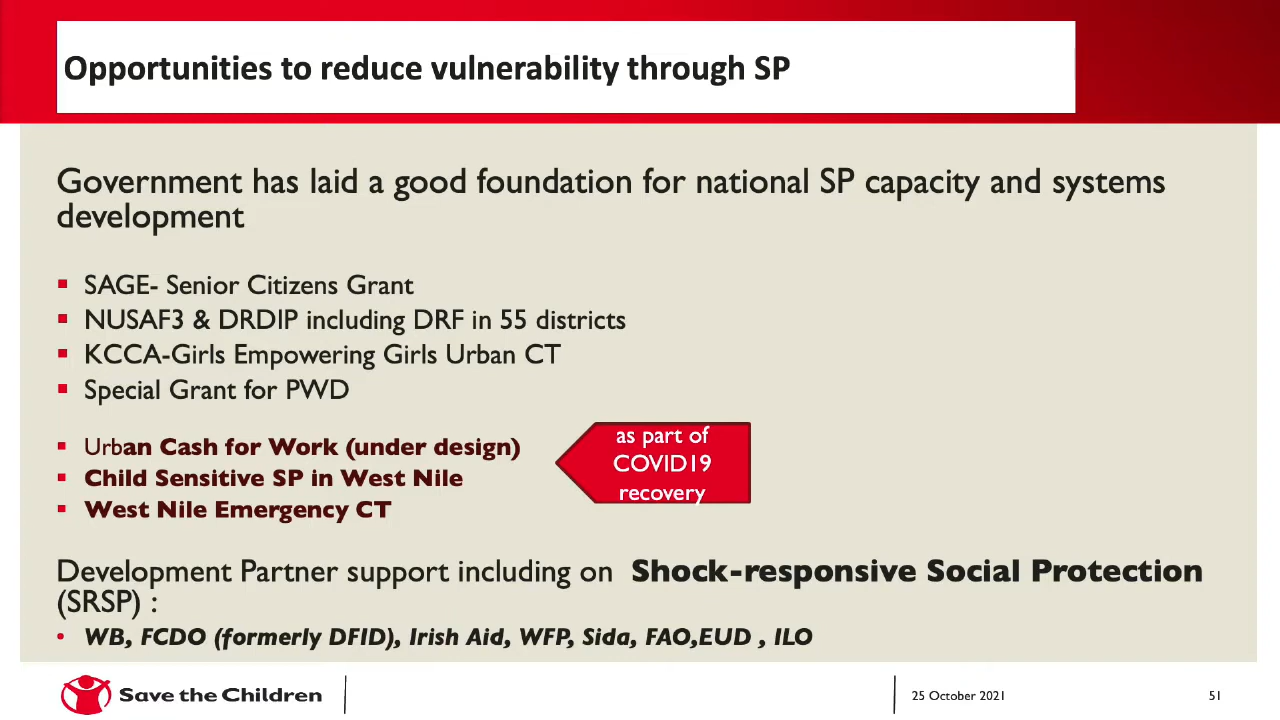 Opportunities to reduce vulnerability through SP
Government has laid a good foundation for national SP capacity and systems
development
SAGE- Senior Citizens Grant
NUSAF3 & DRDIP including DRF in 55 districts
KCCA-Girls Empowering Girls Urban CT
Special Grant for PWD
Urban Cash for Work (under design)
Child Sensitive SP in West Nile
West Nile Emergency CT
as part of
COVID19
recovery
Development Partner support including on Shock-responsive Social Protection
(SRSP) :
WB, FCDO (formerly DFID), Irish Aid, WFP, Sida, FAO,EUD , ILO
Save the Children
25 October 2021
51